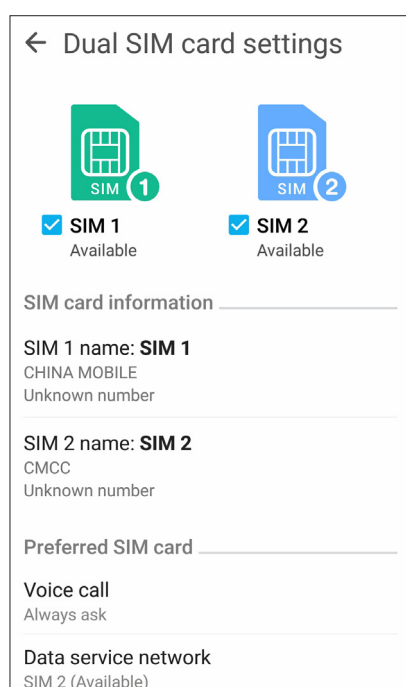 Dual SIM card settings
SIM 1 SIM 2
SIM 1 SIM 2
Available Available
SIM card information
SIM 1 name: SIM 1
CHINA MOBILE
Unknown number
SIM 2 name: SIM 2
CMCC
Unknown number
Preferred SIM card
Voice call
Always ask
Data service network
SIM 2 (Available)